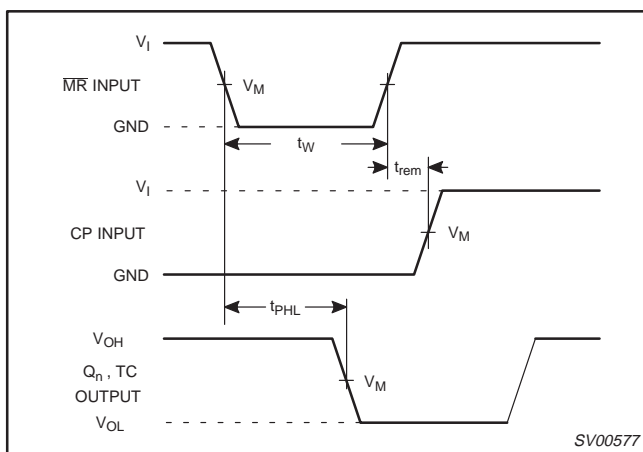 V_I
M̅R̅ INPUT
V_M
GND
t_W
t_rem
V_I
CP INPUT
V_M
GND
t_PHL
V_OH
Q_n , TC
OUTPUT
V_M
V_OL
SV00577